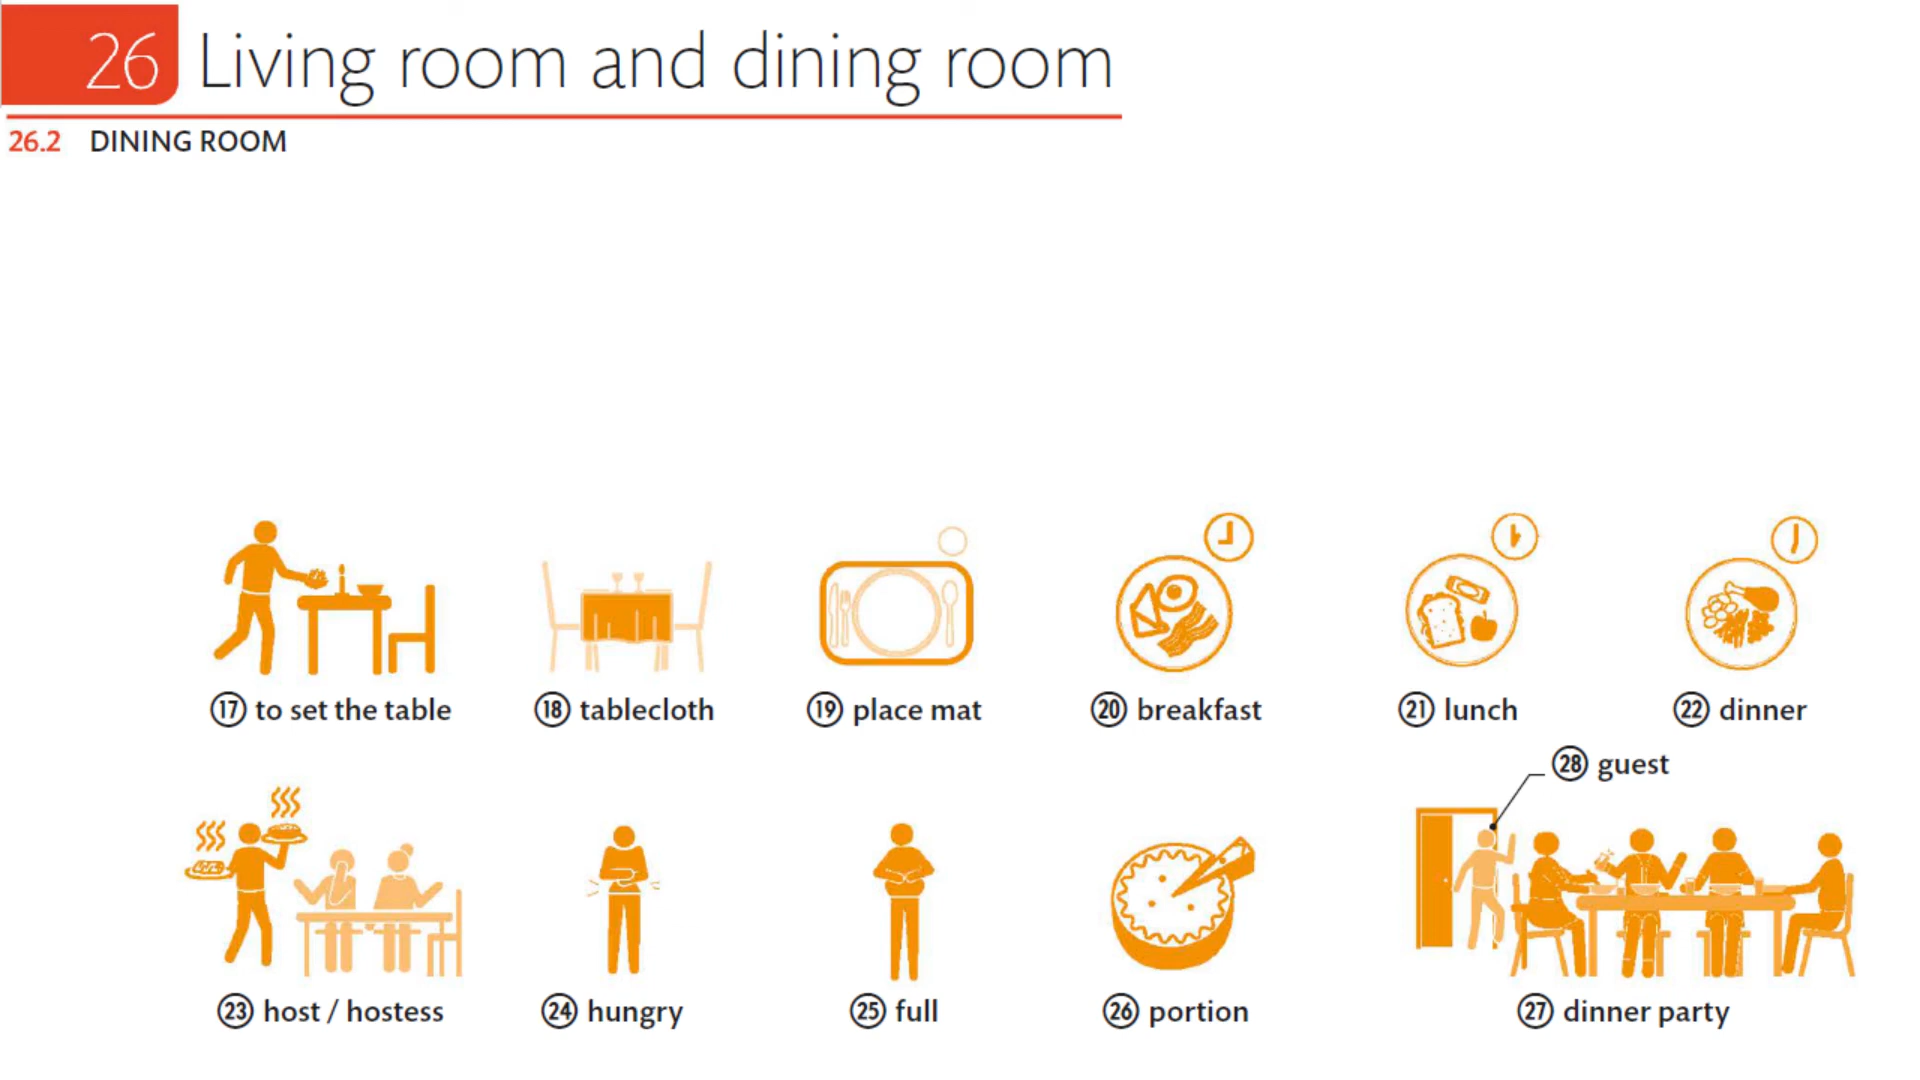 26 Living room and dining room
26.2 DINING ROOM
17 to set the table
18 tablecloth
19 place mat
20 breakfast
21 lunch
22 dinner
28 guest
23 host / hostess
24 hungry
25 full
26 portion
27 dinner party